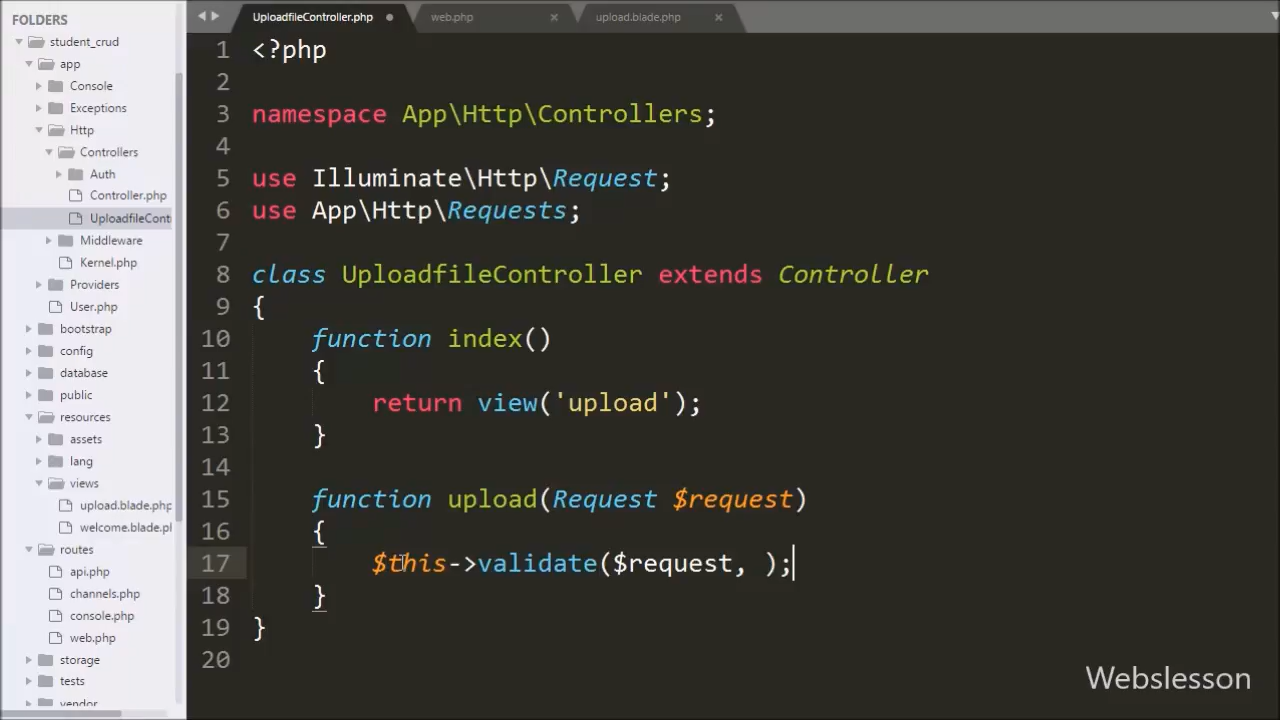 FOLDERS
student_crud
app
Console
Exceptions
Http
Controllers
Auth
Controller.php
UploadfileCont
Middleware
Kernel.php
Providers
User.php
bootstrap
config
database
public
resources
assets
lang
views
upload.blade.php
welcome.blade.pl
routes
api.php
channels.php
console.php
web.php
storage
tests
vendor
UploadfileController.php
web.php
upload.blade.php
1 <?php
2
3 namespace App\Http\Controllers;
4
5 use Illuminate\Http\Request;
6 use App\Http\Requests;
7
8 class UploadfileController extends Controller
9 {
10 function index()
11 {
12 return view('upload');
13 }
14
15 function upload(Request $request)
16 {
17 $this->validate($request, );
18 }
19 }
20
Webslesson